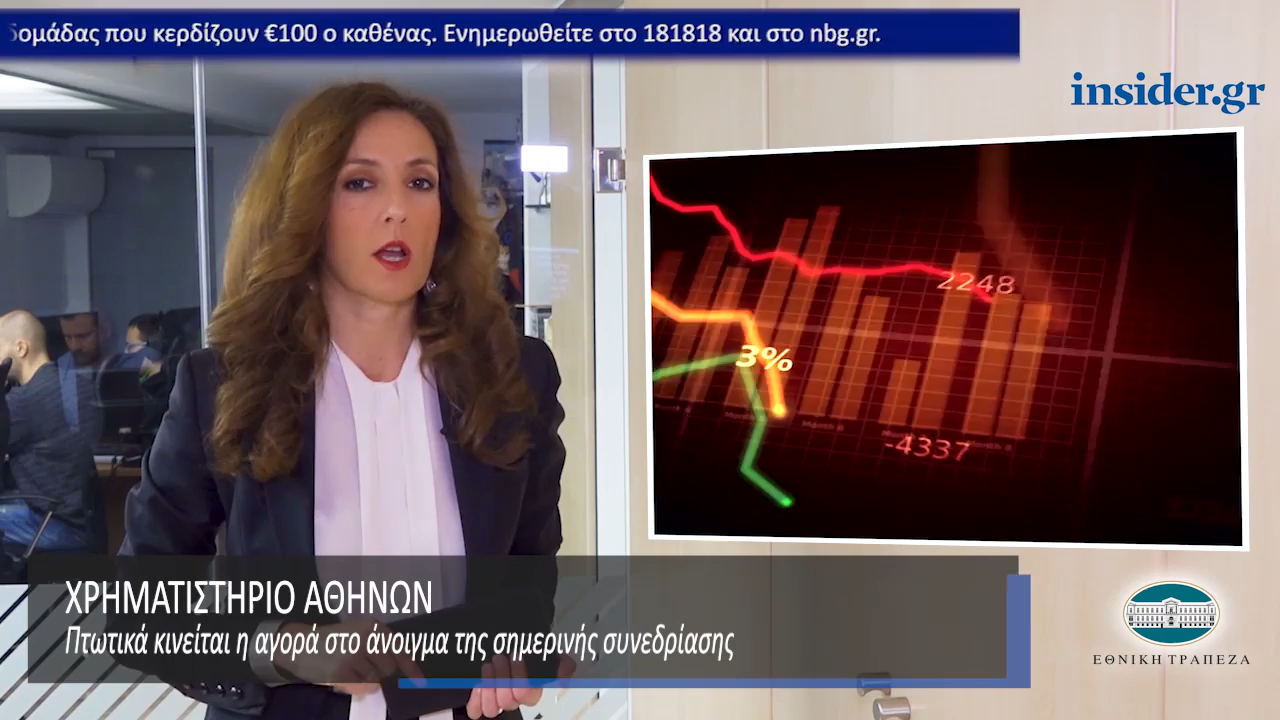 δομάδας που κερδίζουν €100 ο καθένας. Ενημερωθείτε στο 181818 και στο nbg.gr.
insider.gr
2248
3%
-4337
ΧΡΗΜΑΤΙΣΤΗΡΙΟ ΑΘΗΝΩΝ
Πτωτικά κινείται η αγορά στο άνοιγμα της σημερινής συνεδρίασης
ΕΘΝΙΚΗ ΤΡΑΠΕΖΑ